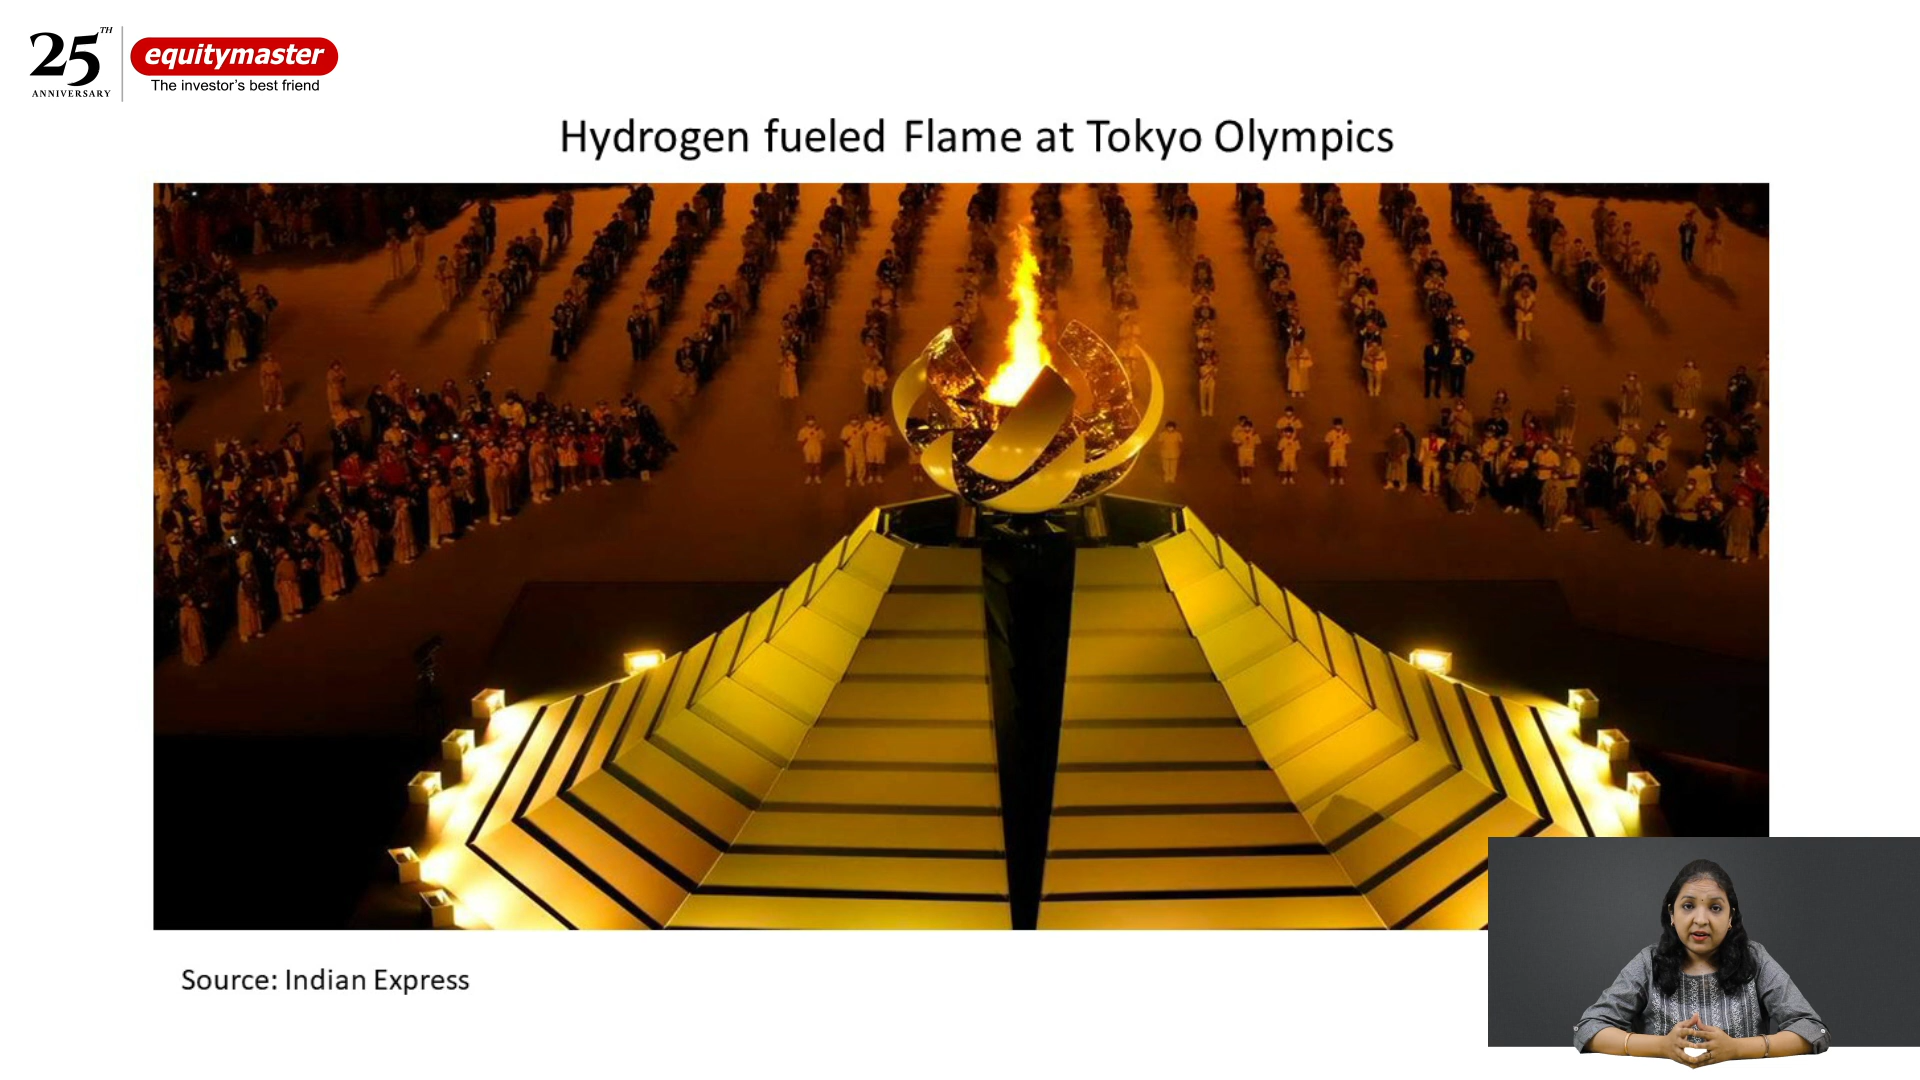 25TH
ANNIVERSARY
equitymaster
The investor's best friend
Hydrogen fueled Flame at Tokyo Olympics
Source: Indian Express